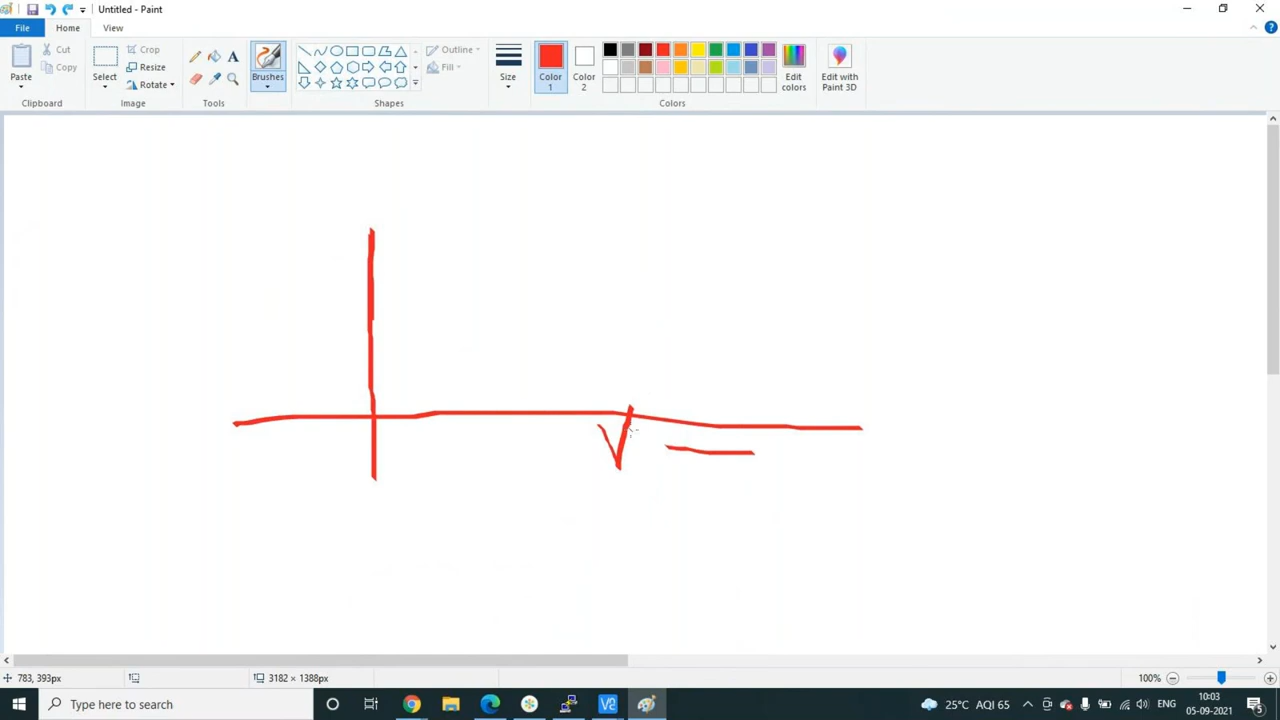 Untitled - Paint
File Home View
Paste
Cut
Copy
Clipboard
Select
Crop
Resize
Rotate
Image
Tools
Brushes
Outline
Fill
Shapes
Size
Color 1
Color 2
Edit colors
Colors
Edit with Paint 3D
V
783, 393px
3182 × 1388px
100%
Type here to search
25°C AQI 65
ENG
10:03
05-09-2021
5